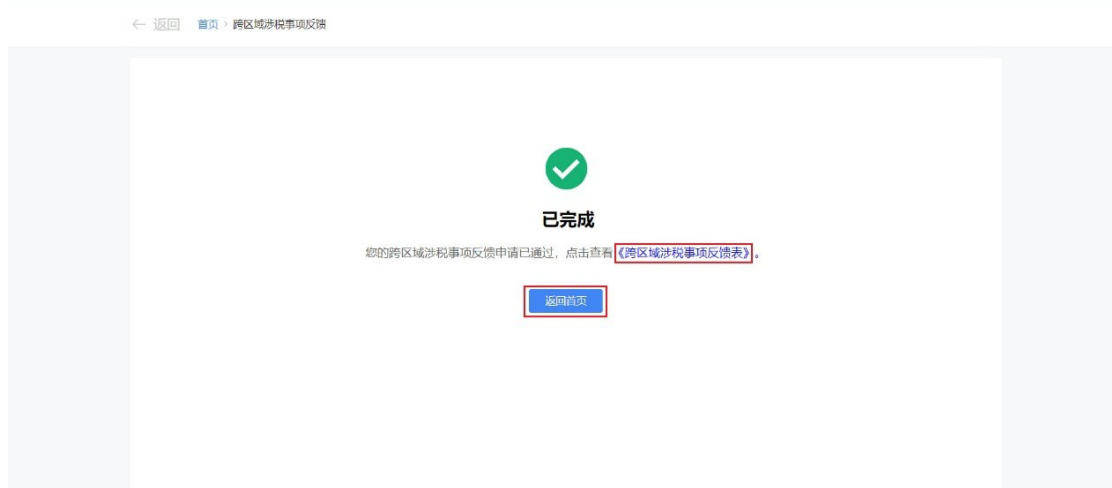 ← 返回 首页 › 跨区域涉税事项反馈
已完成
您的跨区域涉税事项反馈申请已通过，点击查看《跨区域涉税事项反馈表》。
返回首页